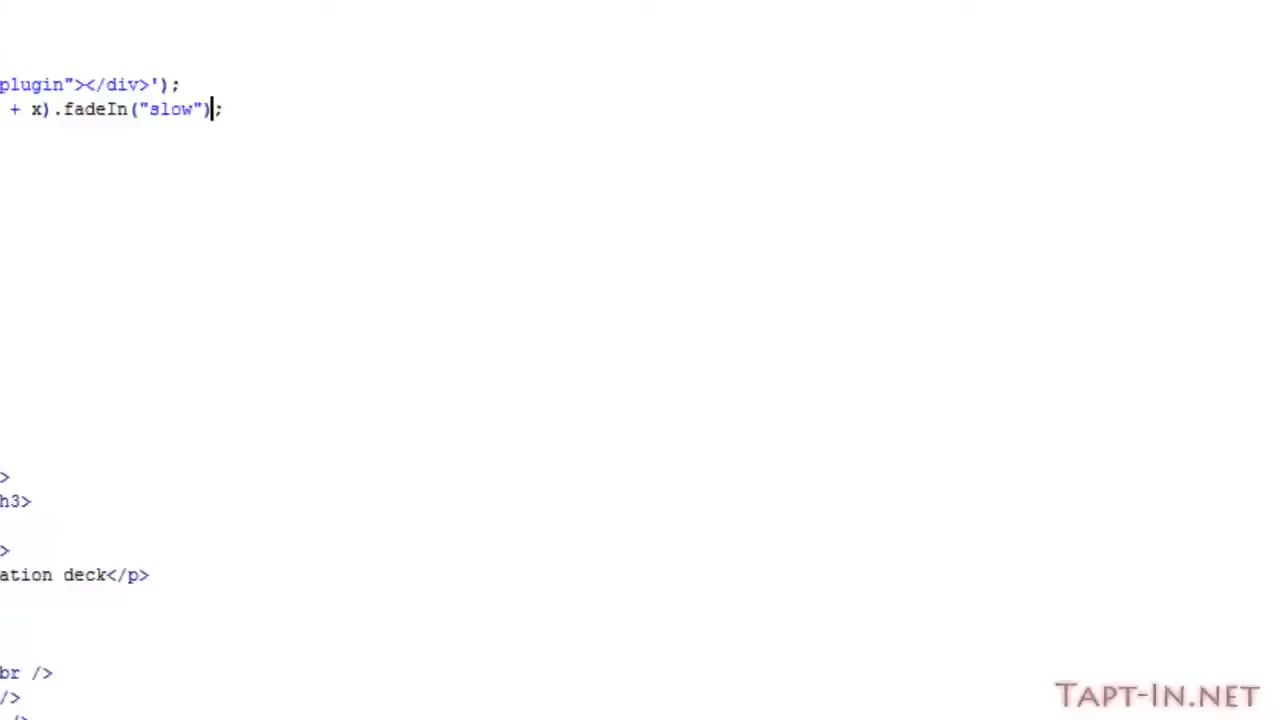 plugin"></div>');
+ x).fadeIn("slow");
>
h3>
>
ation deck</p>
br />
/>
/>
TAPT-IN.NET